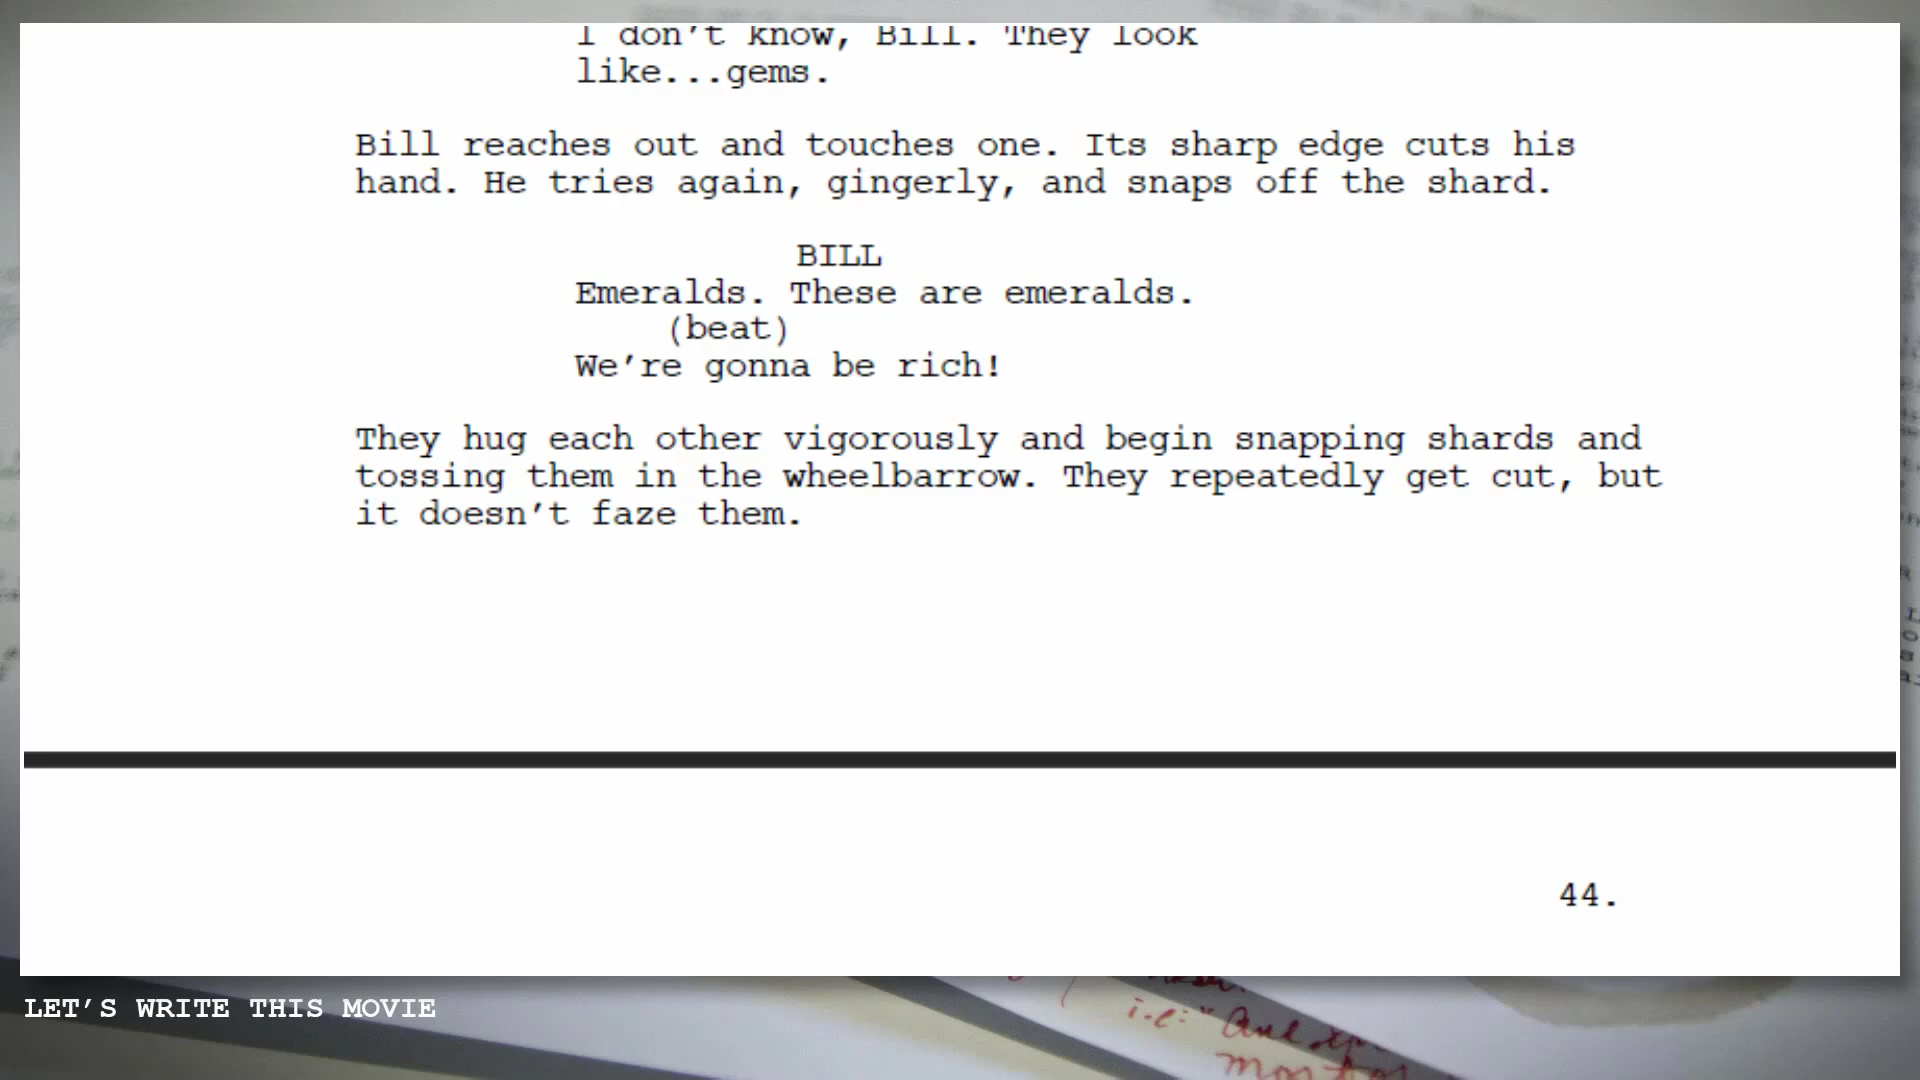 I don’t know, Bill. They look
like...gems.
Bill reaches out and touches one. Its sharp edge cuts his
hand. He tries again, gingerly, and snaps off the shard.
BILL
Emeralds. These are emeralds.
(beat)
We’re gonna be rich!
They hug each other vigorously and begin snapping shards and
tossing them in the wheelbarrow. They repeatedly get cut, but
it doesn’t faze them.
44.
i.e: " And
LET’S WRITE THIS MOVIE